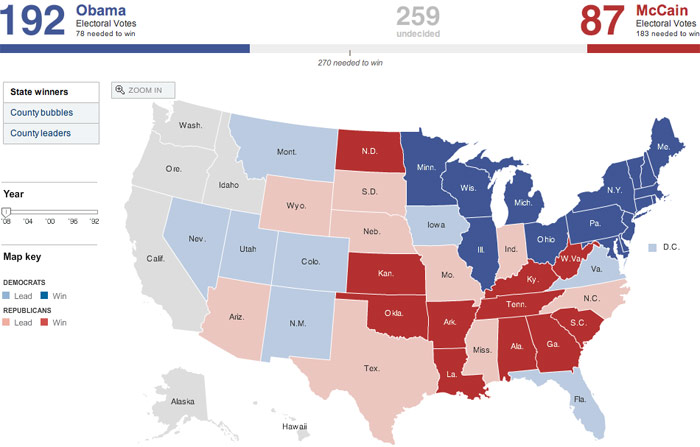 192 Obama
Electoral Votes
78 needed to win
259
undecided
87 McCain
Electoral Votes
183 needed to win
270 needed to win
State winners
County bubbles
County leaders
ZOOM IN
Year
'08 '04 '00 '96 '92
Map key
DEMOCRATS
Lead Win
REPUBLICANS
Lead Win
Wash.
Ore.
Idaho
Mont.
N.D.
Minn.
Wis.
Mich.
N.Y.
Me.
S.D.
Wyo.
Neb.
Iowa
Ill.
Ind.
Ohio
Pa.
Nev.
Utah
Colo.
Calif.
Kan.
Mo.
Ky.
W.Va.
Va.
D.C.
Ariz.
N.M.
Okla.
Ark.
Tenn.
N.C.
S.C.
Tex.
La.
Miss.
Ala.
Ga.
Fla.
Alaska
Hawaii